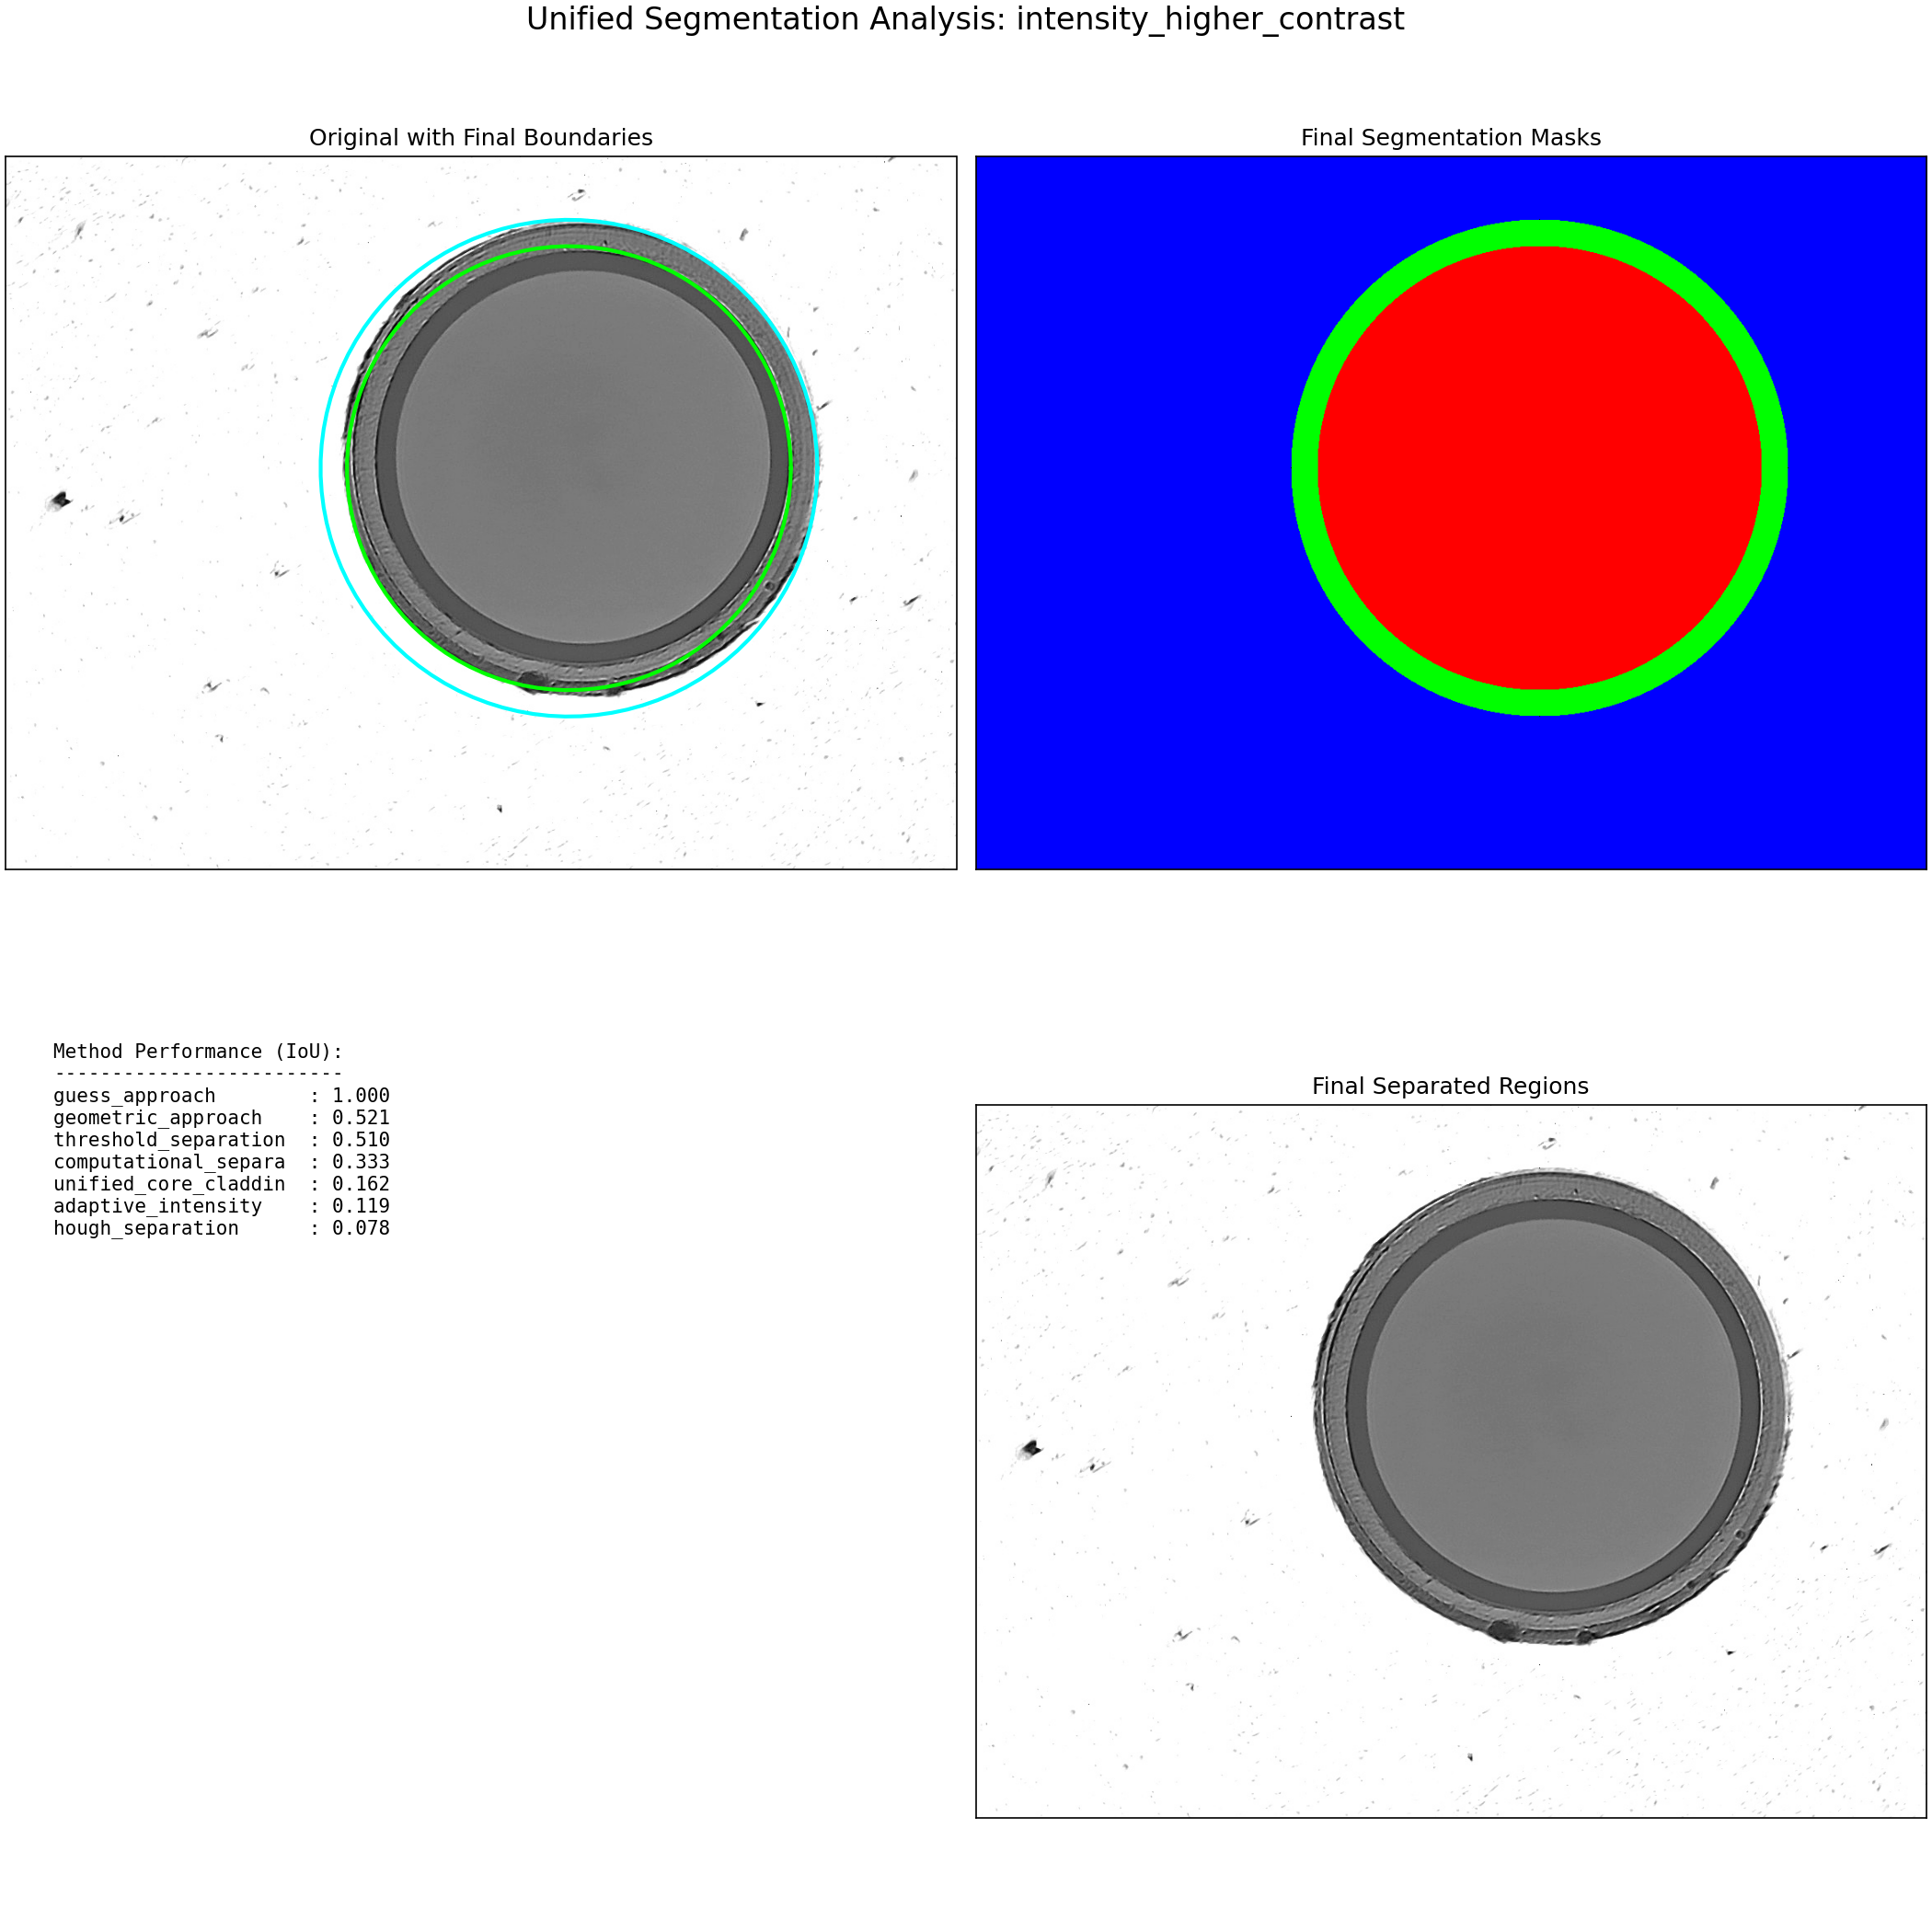 Unified Segmentation Analysis: intensity_higher_contrast
Original with Final Boundaries
Final Segmentation Masks
Method Performance (IoU):
-------------------------
guess_approach        : 1.000
geometric_approach    : 0.521
threshold_separation  : 0.510
computational_separa  : 0.333
unified_core_claddin  : 0.162
adaptive_intensity    : 0.119
hough_separation      : 0.078
Final Separated Regions